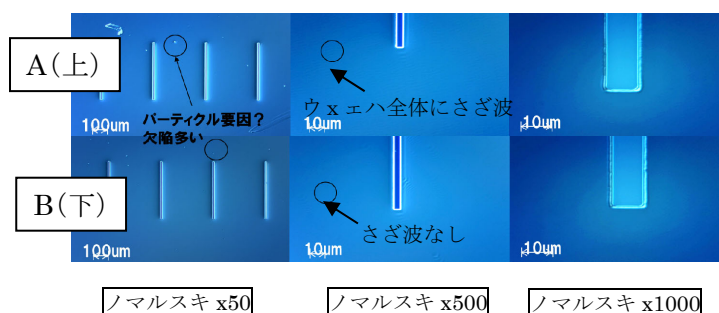 A(上)
パーティクル要因?
欠陥多い
100um
ウxェハ全体にさざ波
10um
10um
B(下)
100um
さざ波なし
10um
10um
ノマルスキ x50
ノマルスキ x500
ノマルスキ x1000